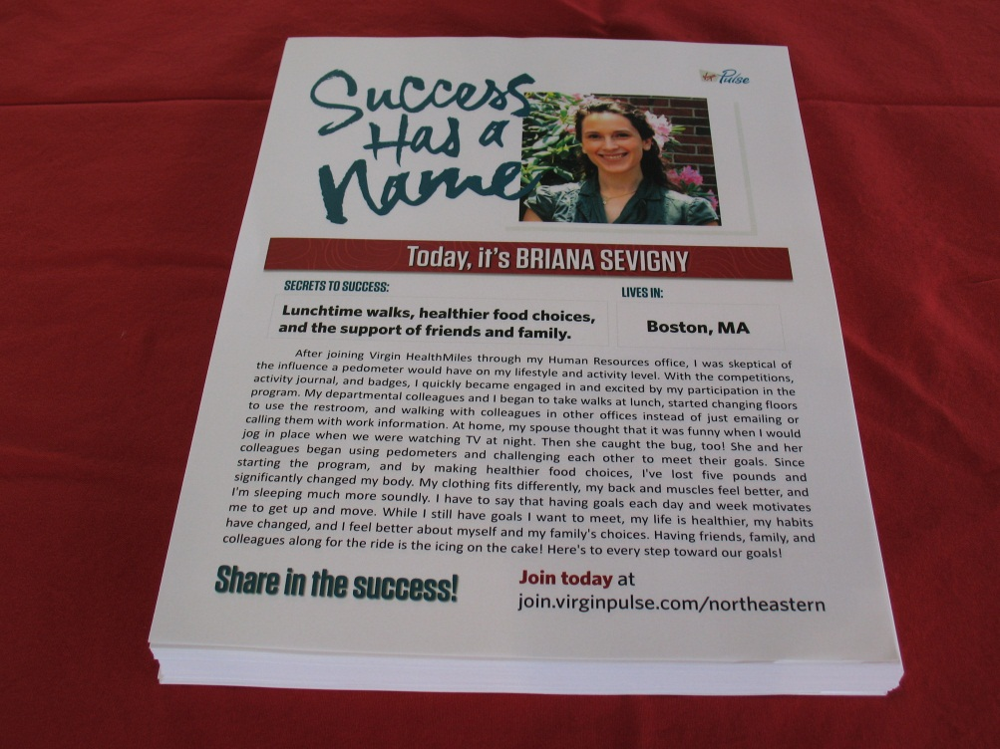 Success
Has a
Name
Virgin Pulse
Today, it's BRIANA SEVIGNY
SECRETS TO SUCCESS:
Lunchtime walks, healthier food choices,
and the support of friends and family.
LIVES IN:
Boston, MA
After joining Virgin HealthMiles through my Human Resources office, I was skeptical of
the influence a pedometer would have on my lifestyle and activity level. With the competitions,
activity journal, and badges, I quickly became engaged in and excited by my participation in the
program. My departmental colleagues and I began to take walks at lunch, started changing floors
to use the restroom, and walking with colleagues in other offices instead of just emailing or
calling them with work information. At home, my spouse thought that it was funny when I would
jog in place when we were watching TV at night. Then she caught the bug, too! She and her
colleagues began using pedometers and challenging each other to meet their goals. Since
starting the program, and by making healthier food choices, I've lost five pounds and
significantly changed my body. My clothing fits differently, my back and muscles feel better, and
I'm sleeping much more soundly. I have to say that having goals each day and week motivates
me to get up and move. While I still have goals I want to meet, my life is healthier, my habits
have changed, and I feel better about myself and my family's choices. Having friends, family, and
colleagues along for the ride is the icing on the cake! Here's to every step toward our goals!
Share in the success!
Join today at
join.virginpulse.com/northeastern